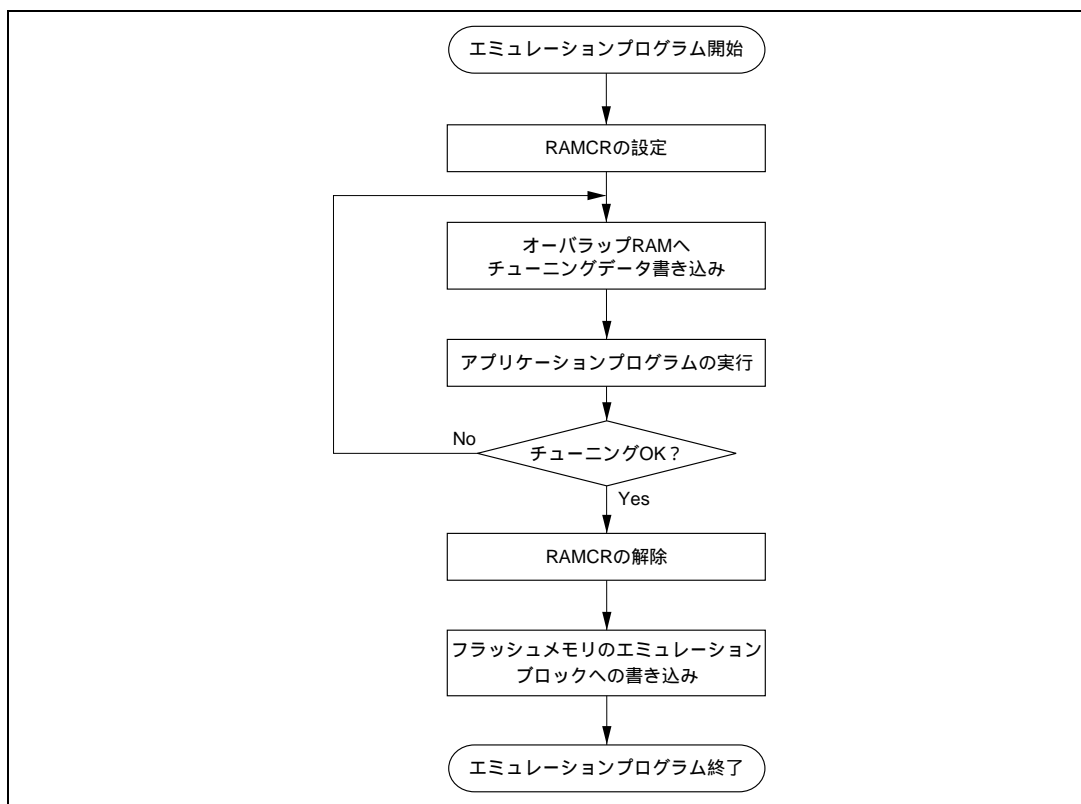 エミュレーションプログラム開始
RAMCRの設定
オーバラップRAMへ
チューニングデータ書き込み
アプリケーションプログラムの実行
No
チューニングOK？
Yes
RAMCRの解除
フラッシュメモリのエミュレーション
ブロックへの書き込み
エミュレーションプログラム終了